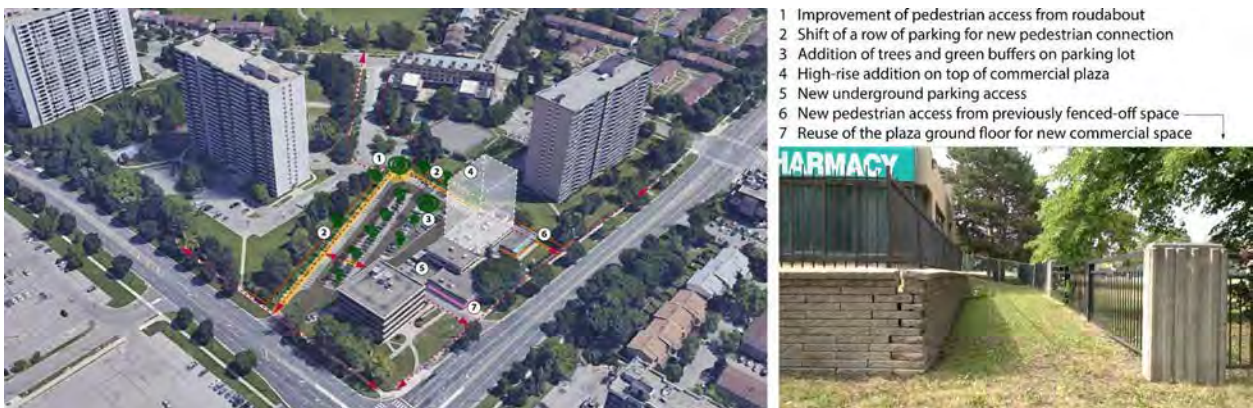 1 Improvement of pedestrian access from roudabout
2 Shift of a row of parking for new pedestrian connection
3 Addition of trees and green buffers on parking lot
4 High-rise addition on top of commercial plaza
5 New underground parking access
6 New pedestrian access from previously fenced-off space
7 Reuse of the plaza ground floor for new commercial space
1
2
4
2
3
6
5
7
HARMACY